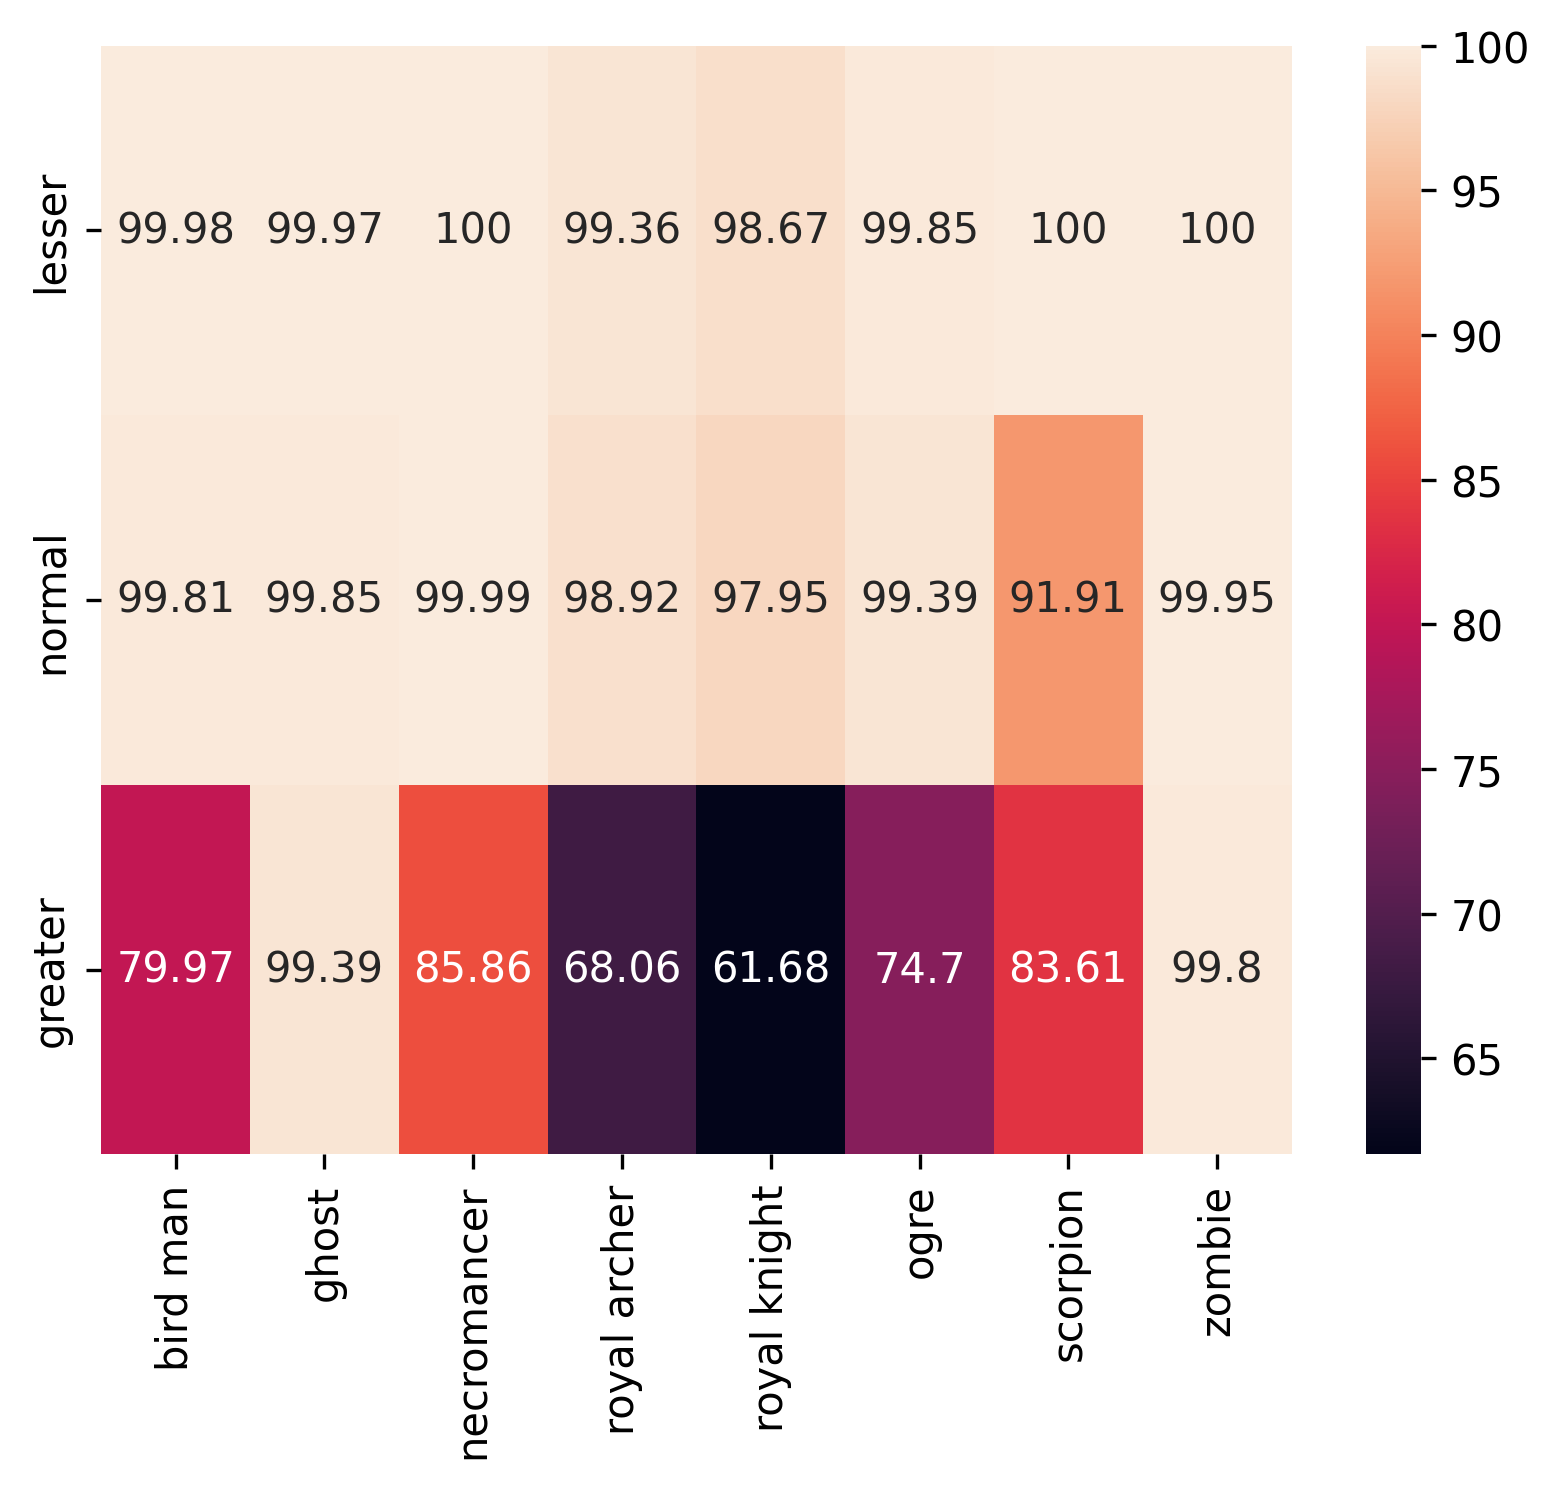 lesser 99.98 99.97 100 99.36 98.67 99.85 100 100
normal 99.81 99.85 99.99 98.92 97.95 99.39 91.91 99.95
greater 79.97 99.39 85.86 68.06 61.68 74.7 83.61 99.8
bird man
ghost
necromancer
royal archer
royal knight
ogre
scorpion
zombie
100
95
90
85
80
75
70
65